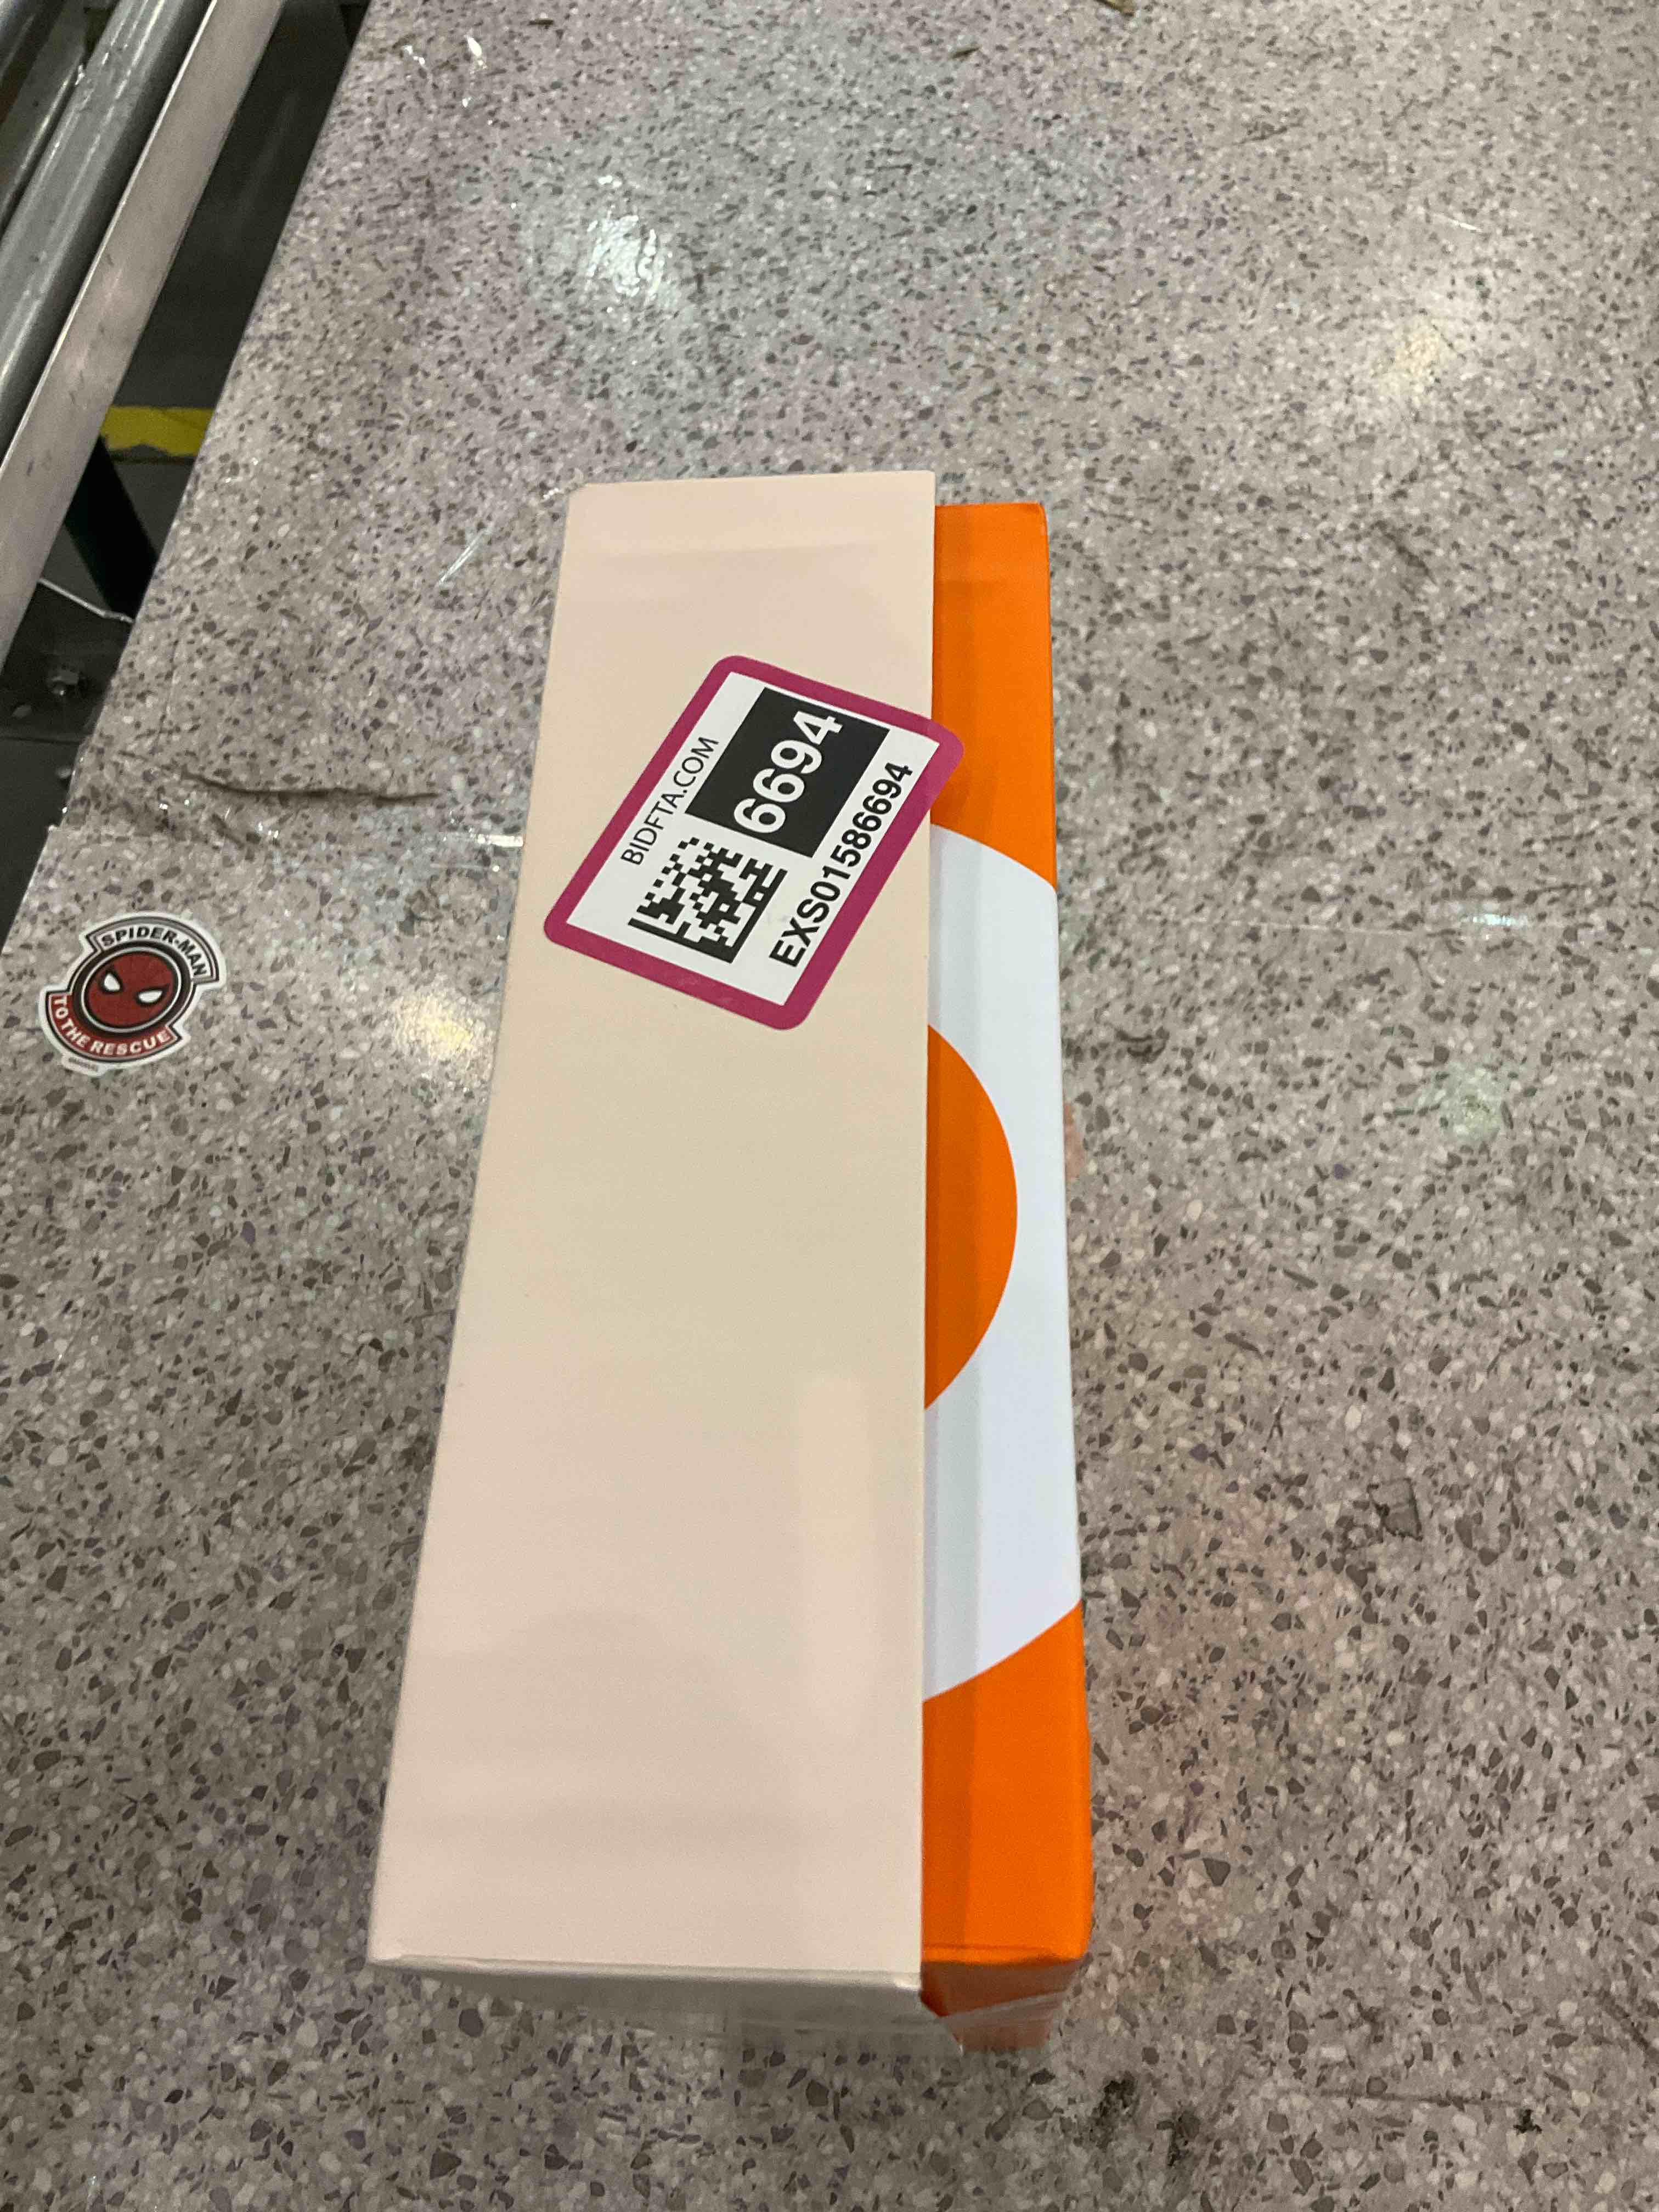 BIDFTA.COM
6694
EXS01586694
SPIDER-MAN
TO THE RESCUE